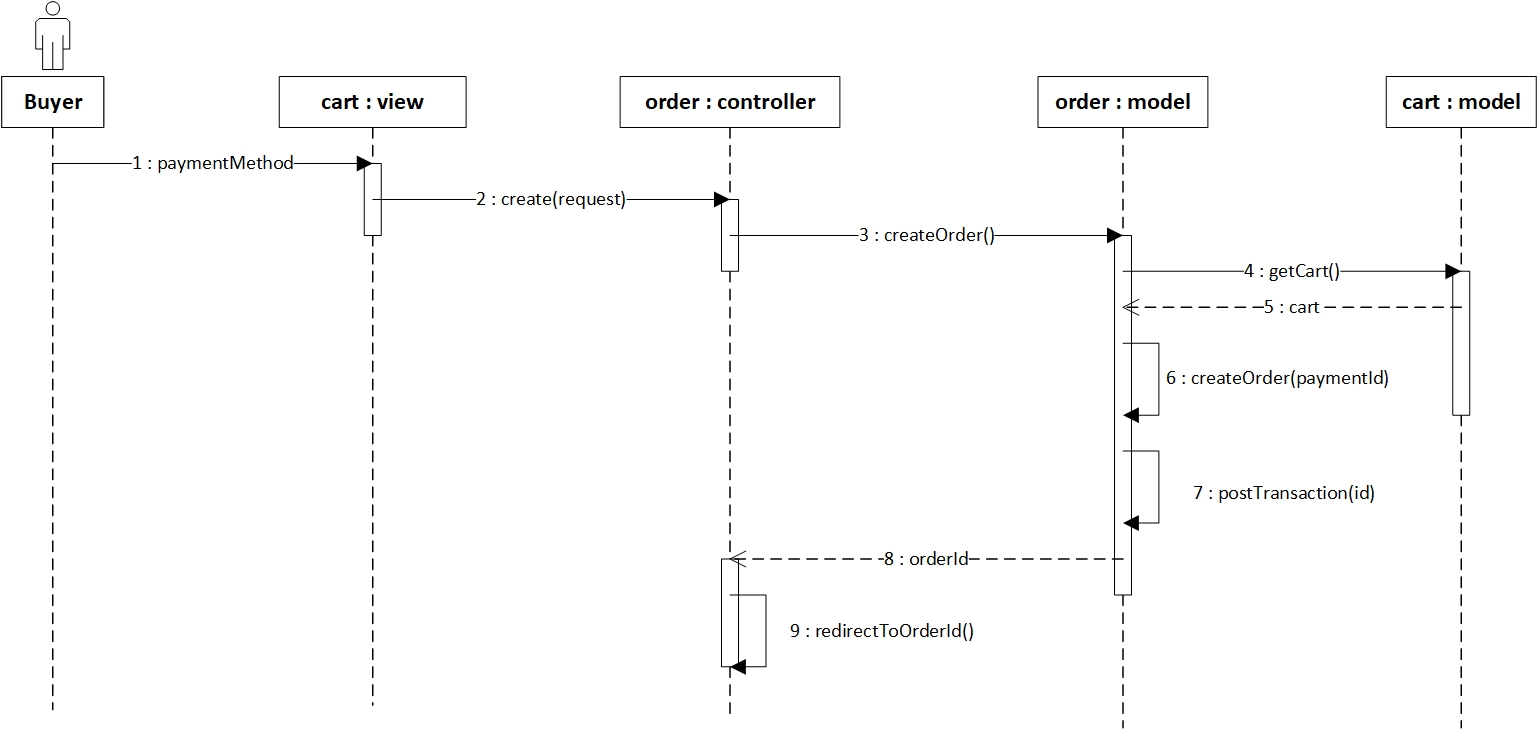 Buyer
cart : view
order : controller
order : model
cart : model
1 : paymentMethod
2 : create(request)
3 : createOrder()
4 : getCart()
5 : cart
6 : createOrder(paymentId)
7 : postTransaction(id)
8 : orderId
9 : redirectToOrderId()